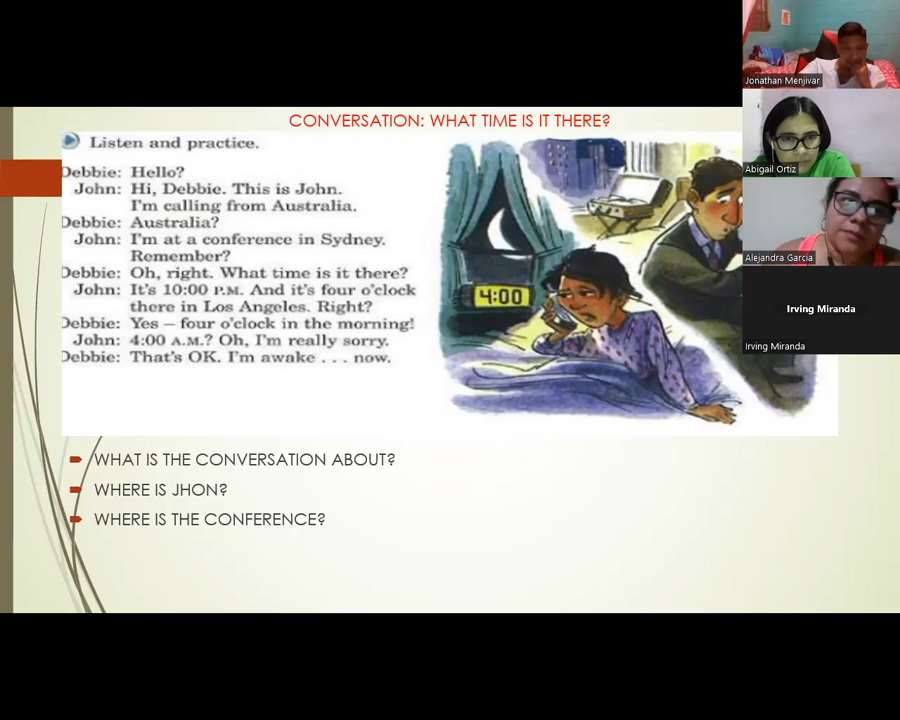 CONVERSATION: WHAT TIME IS IT THERE?
Listen and practice.
Debbie: Hello?
John: Hi, Debbie. This is John.
I'm calling from Australia.
Debbie: Australia?
John: I'm at a conference in Sydney.
Remember?
Debbie: Oh, right. What time is it there?
John: It's 10:00 P.M. And it's four o'clock
there in Los Angeles. Right?
Debbie: Yes – four o'clock in the morning!
John: 4:00 A.M.? Oh, I'm really sorry.
Debbie: That's OK. I'm awake . . . now.
4:00
WHAT IS THE CONVERSATION ABOUT?
WHERE IS JHON?
WHERE IS THE CONFERENCE?
Jonathan Menjivar
Abigail Ortiz
Alejandra Garcia
Irving Miranda
Irving Miranda